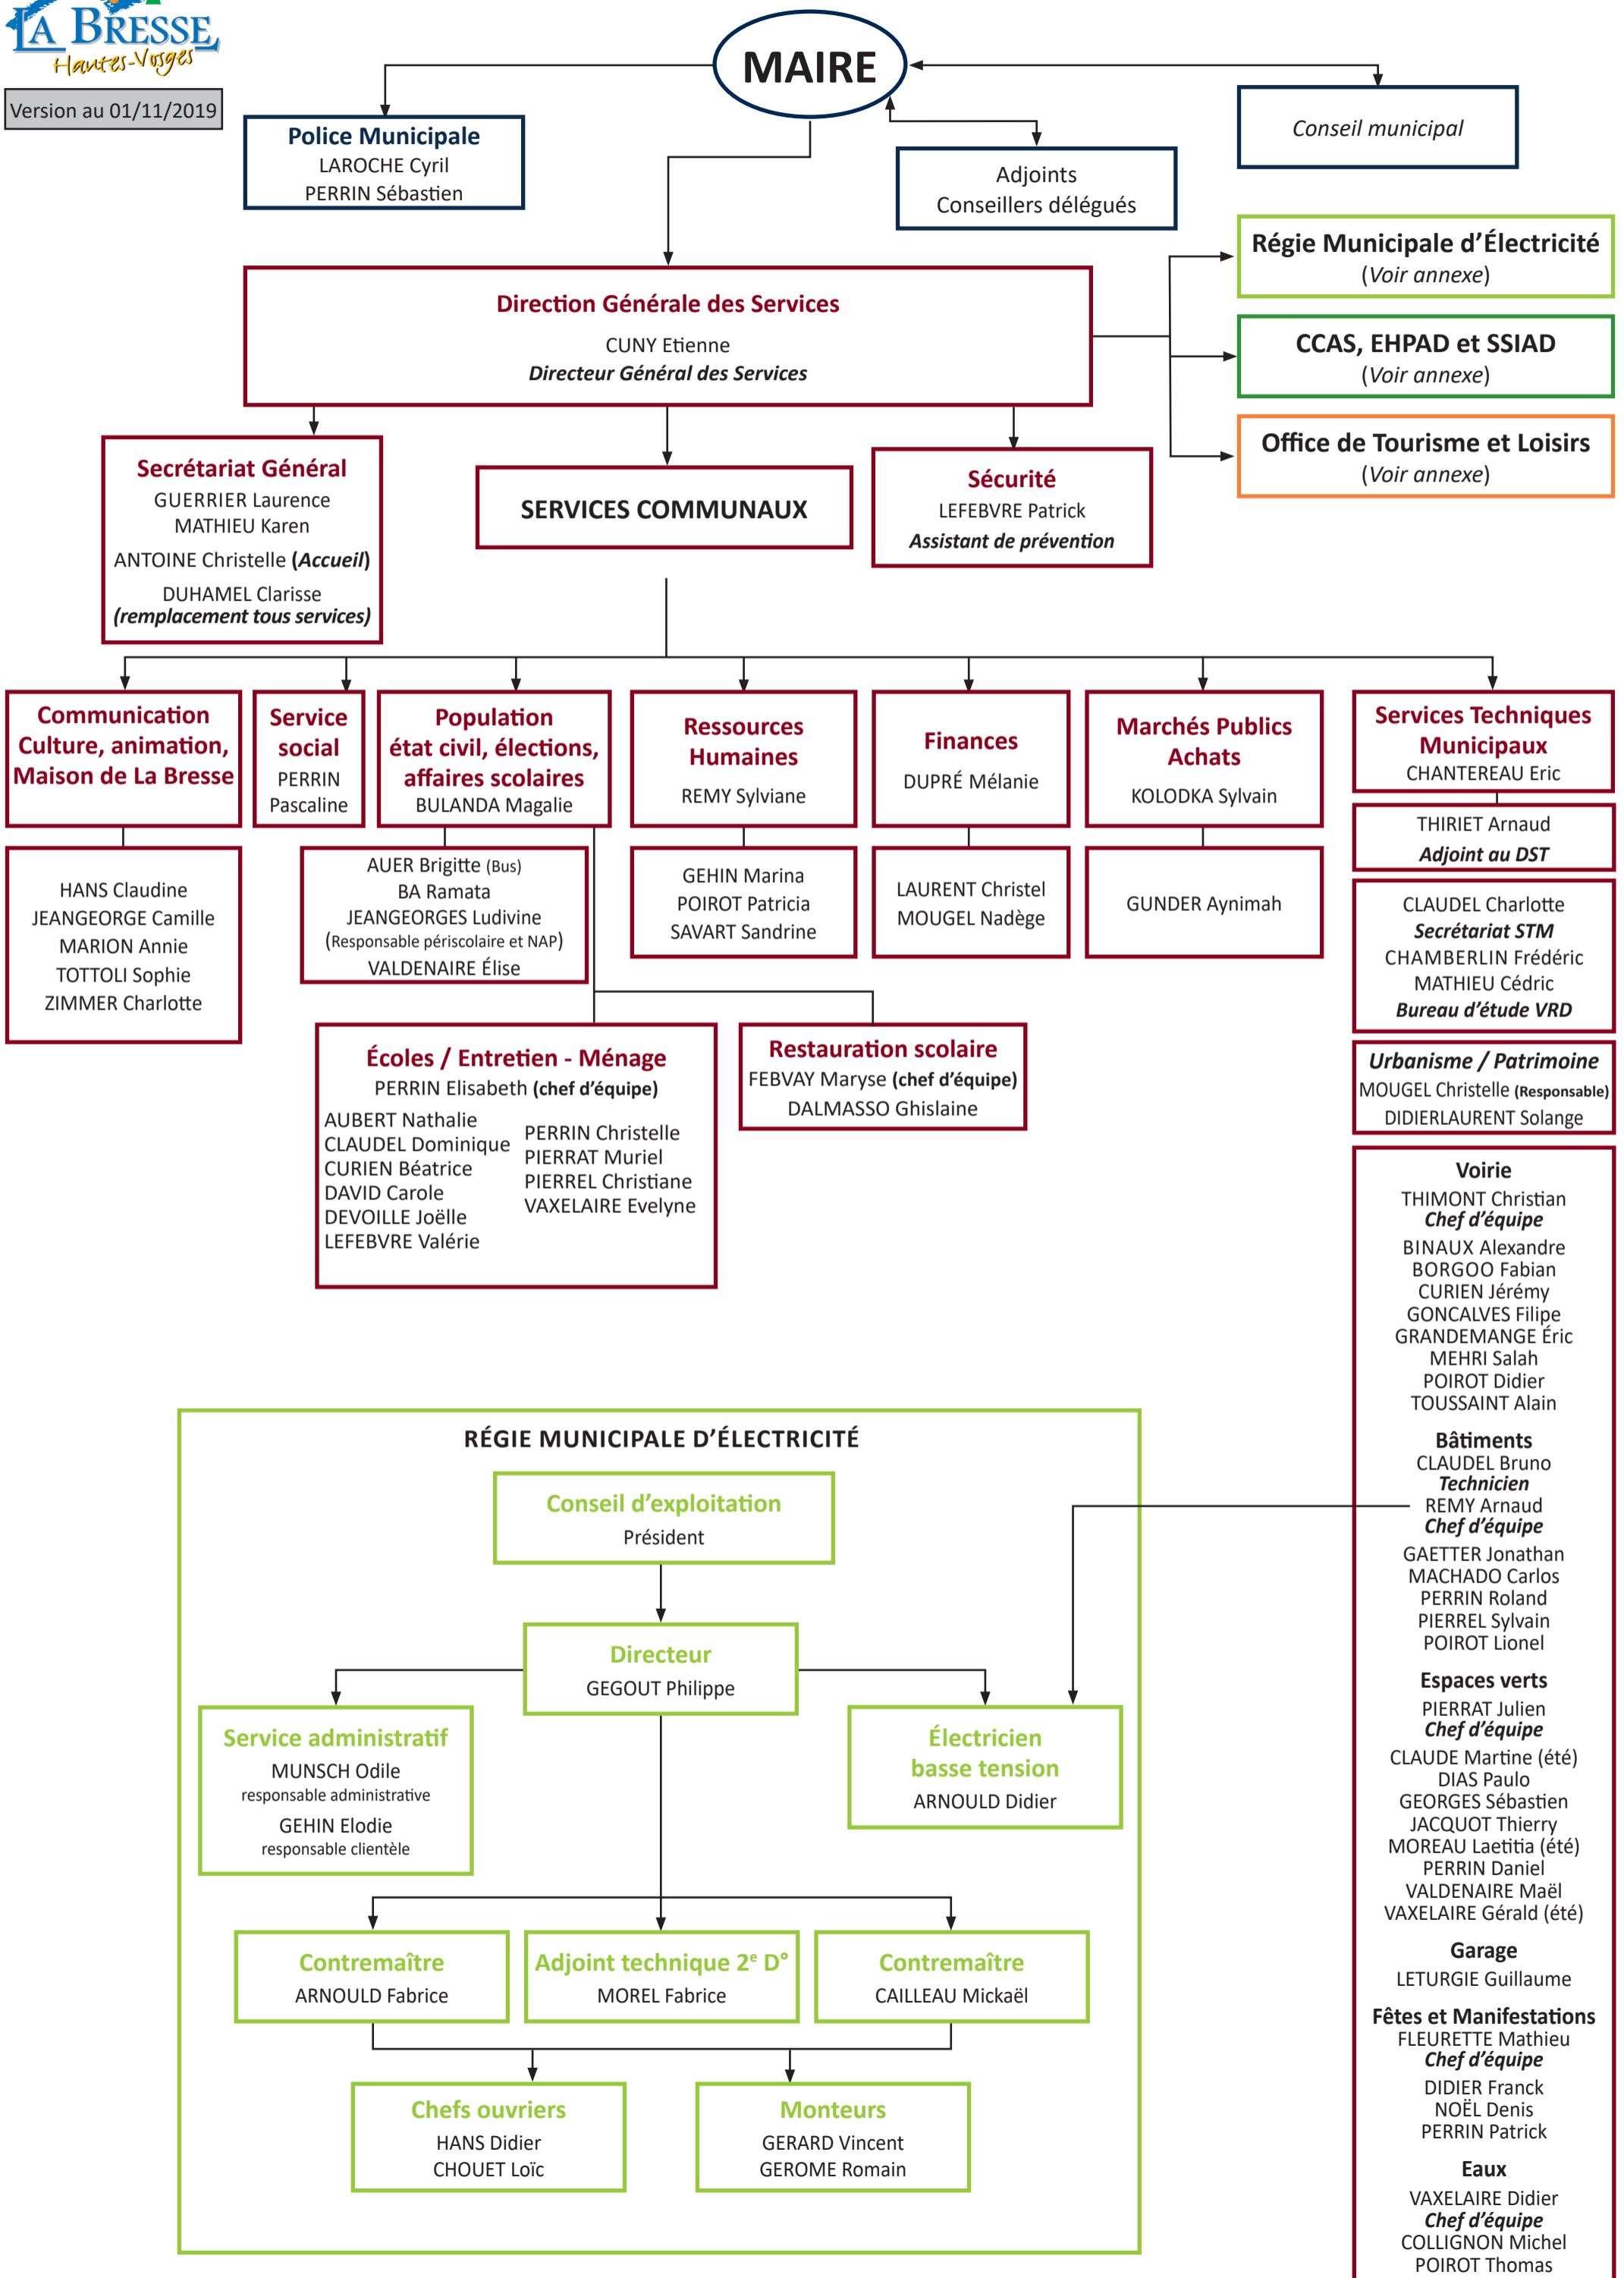 LA BRESSE
Hautes-Vosges
Version au 01/11/2019
MAIRE
Police Municipale
LAROCHE Cyril
PERRIN Sébastien
Adjoints
Conseillers délégués
Conseil municipal
Direction Générale des Services
CUNY Etienne
Directeur Général des Services
Régie Municipale d’Électricité
(Voir annexe)
CCAS, EHPAD et SSIAD
(Voir annexe)
Office de Tourisme et Loisirs
(Voir annexe)
Secrétariat Général
GUERRIER Laurence
MATHIEU Karen
ANTOINE Christelle (Accueil)
DUHAMEL Clarisse
(remplacement tous services)
SERVICES COMMUNAUX
Sécurité
LEFEBVRE Patrick
Assistant de prévention
Communication
Culture, animation,
Maison de La Bresse
HANS Claudine
JEANGEORGE Camille
MARION Annie
TOTTOLI Sophie
ZIMMER Charlotte
Service
social
PERRIN
Pascaline
Population
état civil, élections,
affaires scolaires
BULANDA Magalie
AUER Brigitte (Bus)
BA Ramata
JEANGEORGES Ludivine
(Responsable périscolaire et NAP)
VALDENAIRE Élise
Écoles / Entretien - Ménage
PERRIN Elisabeth (chef d’équipe)
AUBERT Nathalie
CLAUDEL Dominique
CURIEN Béatrice
DAVID Carole
DEVOILLE Joëlle
LEFEBVRE Valérie
PERRIN Christelle
PIERRAT Muriel
PIERREL Christiane
VAXELAIRE Evelyne
Restauration scolaire
FEBVAY Maryse (chef d’équipe)
DALMASSO Ghislaine
Ressources
Humaines
REMY Sylviane
GEHIN Marina
POIROT Patricia
SAVART Sandrine
Finances
DUPRÉ Mélanie
LAURENT Christel
MOUGEL Nadège
Marchés Publics
Achats
KOLODKA Sylvain
GUNDER Aynimah
Services Techniques
Municipaux
CHANTEREAU Eric
THIRIET Arnaud
Adjoint au DST
CLAUDEL Charlotte
Secrétariat STM
CHAMBERLIN Frédéric
MATHIEU Cédric
Bureau d’étude VRD
Urbanisme / Patrimoine
MOUGEL Christelle (Responsable)
DIDIERLAURENT Solange
Voirie
THIMONT Christian
Chef d’équipe
BINAUX Alexandre
BORGOO Fabian
CURIEN Jérémy
GONCALVES Filipe
GRANDEMANGE Éric
MEHRI Salah
POIROT Didier
TOUSSAINT Alain
Bâtiments
CLAUDEL Bruno
Technicien
REMY Arnaud
Chef d’équipe
GAETTER Jonathan
MACHADO Carlos
PERRIN Roland
PIERREL Sylvain
POIROT Lionel
Espaces verts
PIERRAT Julien
Chef d’équipe
CLAUDE Martine (été)
DIAS Paulo
GEORGES Sébastien
JACQUOT Thierry
MOREAU Laetitia (été)
PERRIN Daniel
VALDENAIRE Maël
VAXELAIRE Gérald (été)
Garage
LETURGIE Guillaume
Fêtes et Manifestations
FLEURETTE Mathieu
Chef d’équipe
DIDIER Franck
NOËL Denis
PERRIN Patrick
Eaux
VAXELAIRE Didier
Chef d’équipe
COLLIGNON Michel
POIROT Thomas
RÉGIE MUNICIPALE D’ÉLECTRICITÉ
Conseil d’exploitation
Président
Directeur
GEGOUT Philippe
Service administratif
MUNSCH Odile
responsable administrative
GEHIN Elodie
responsable clientèle
Électricien
basse tension
ARNOULD Didier
Contremaître
ARNOULD Fabrice
Adjoint technique 2e D°
MOREL Fabrice
Contremaître
CAILLEAU Mickaël
Chefs ouvriers
HANS Didier
CHOUET Loïc
Monteurs
GERARD Vincent
GEROME Romain